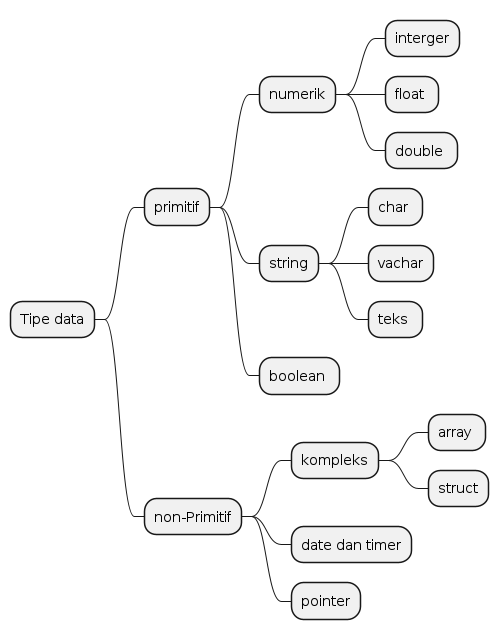 Tipe data
primitif
numerik
interger
float
double
string
char
vachar
teks
boolean
non-Primitif
kompleks
array
struct
date dan timer
pointer